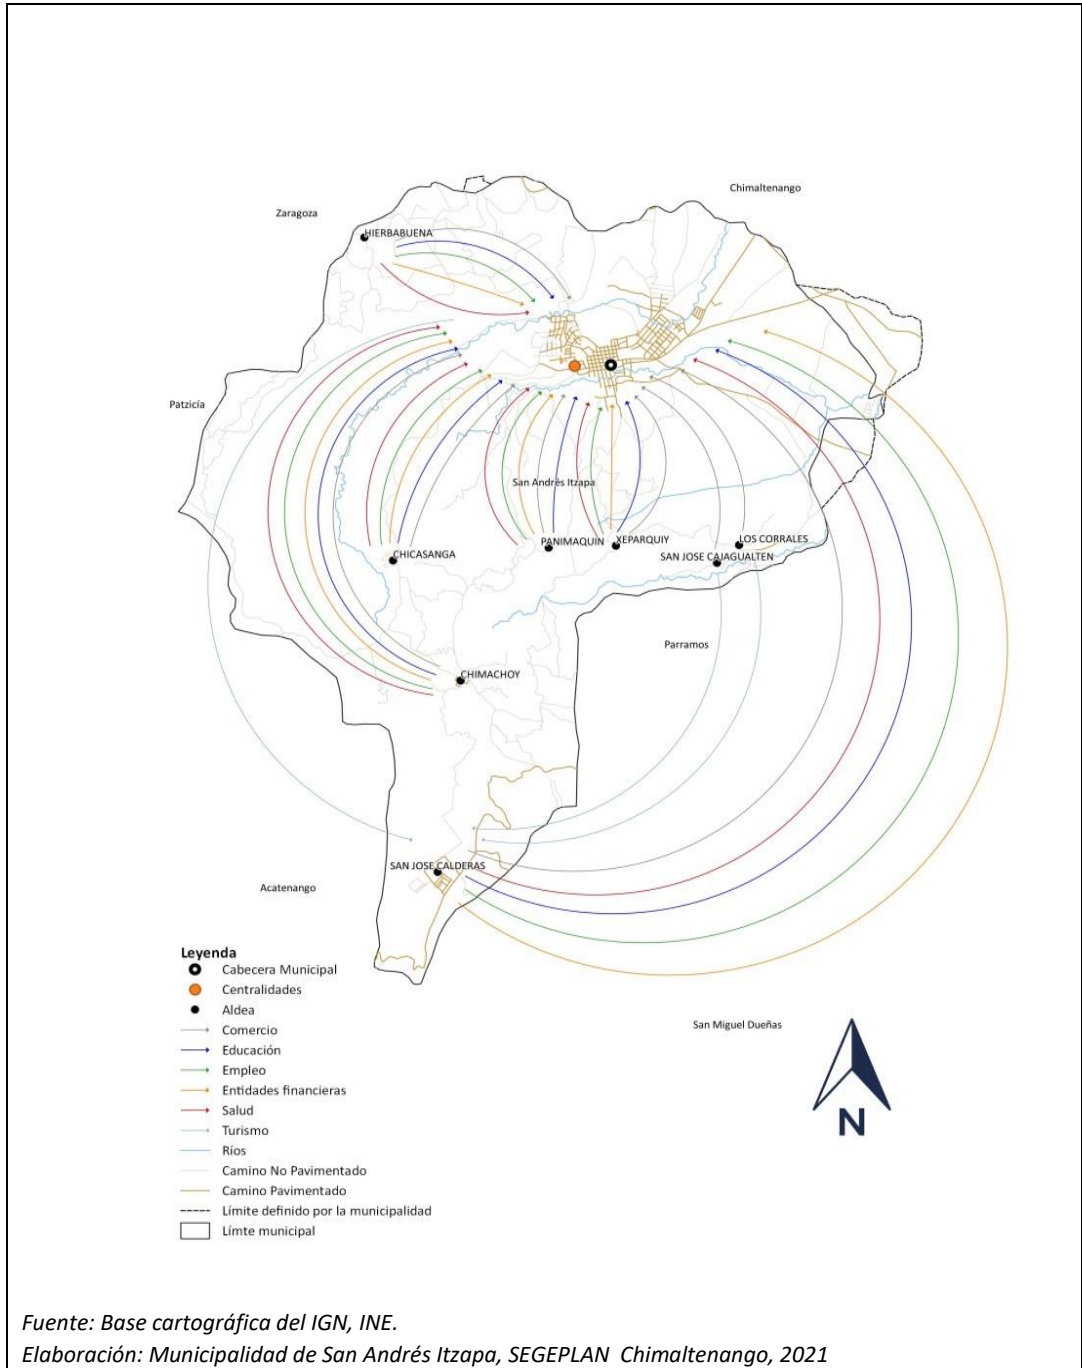 Chimaltenango
Zaragoza
HIERBABUENA
Patzicía
San Andrés Itzapa
PANIMAQUIN
XEPARQUIY
LOS CORRALES
CHICASANGA
SAN JOSE CAJAGUALTEN
Parramos
CHIMACHOY
SAN JOSE CALDERAS
Acatenango
San Miguel Dueñas
N
Leyenda
Cabecera Municipal
Centralidades
Aldea
Comercio
Educación
Empleo
Entidades financieras
Salud
Turismo
Ríos
Camino No Pavimentado
Camino Pavimentado
Límite definido por la municipalidad
Límte municipal
Fuente: Base cartográfica del IGN, INE.
Elaboración: Municipalidad de San Andrés Itzapa, SEGEPLAN Chimaltenango, 2021